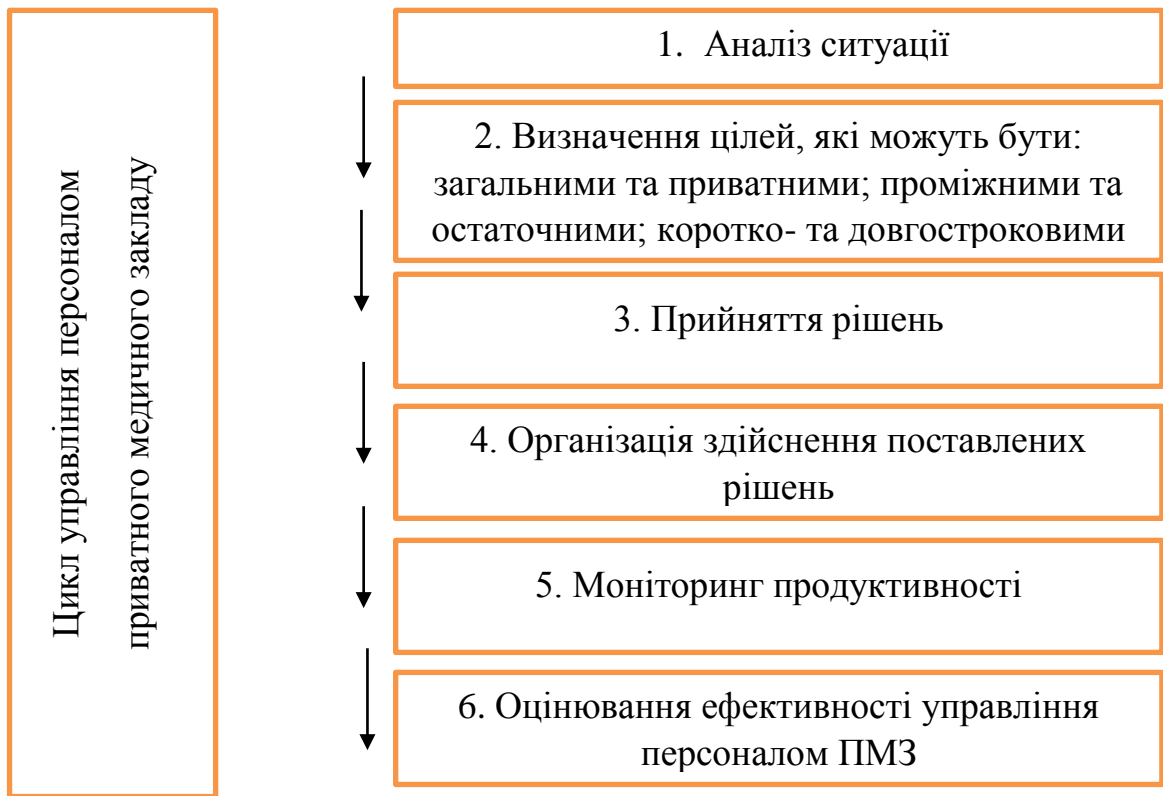 Цикл управління персоналом
приватного медичного закладу
1. Аналіз ситуації
2. Визначення цілей, які можуть бути:
загальними та приватними; проміжними та
остаточними; коротко- та довгостроковими
3. Прийняття рішень
4. Організація здійснення поставлених
рішень
5. Моніторинг продуктивності
6. Оцінювання ефективності управління
персоналом ПМЗ